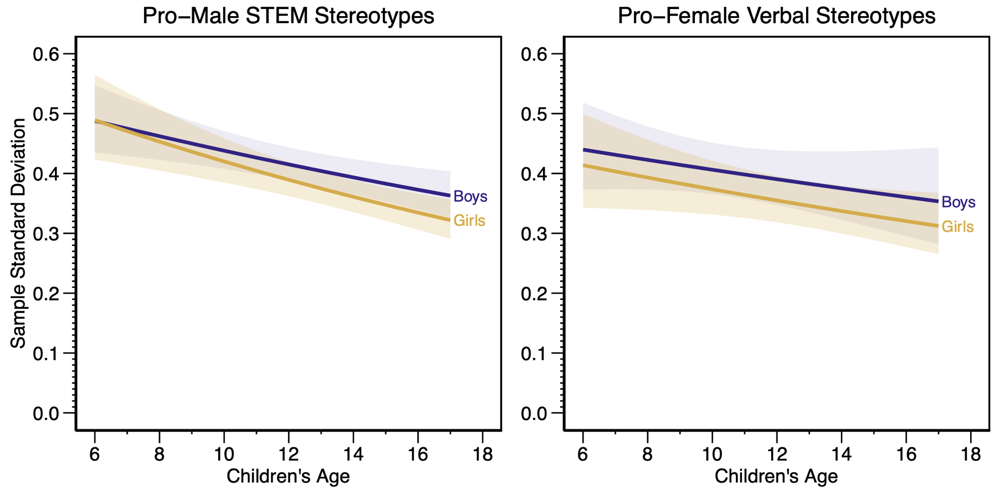 Pro−Male STEM Stereotypes
Sample Standard Deviation
0.6
0.5
0.4
0.3
0.2
0.1
0.0
Boys
Girls
6 8 10 12 14 16 18
Children's Age
Pro−Female Verbal Stereotypes
0.6
0.5
0.4
0.3
0.2
0.1
0.0
Boys
Girls
6 8 10 12 14 16 18
Children's Age